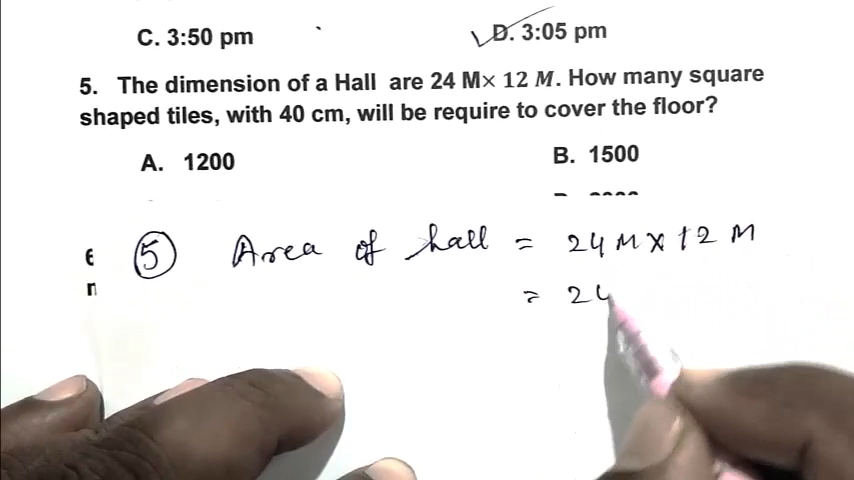 C. 3:50 pm
D. 3:05 pm
5. The dimension of a Hall are 24 M× 12 M. How many square
shaped tiles, with 40 cm, will be require to cover the floor?
A. 1200
B. 1500
5 Area of hall = 24 M X 12 M
= 24